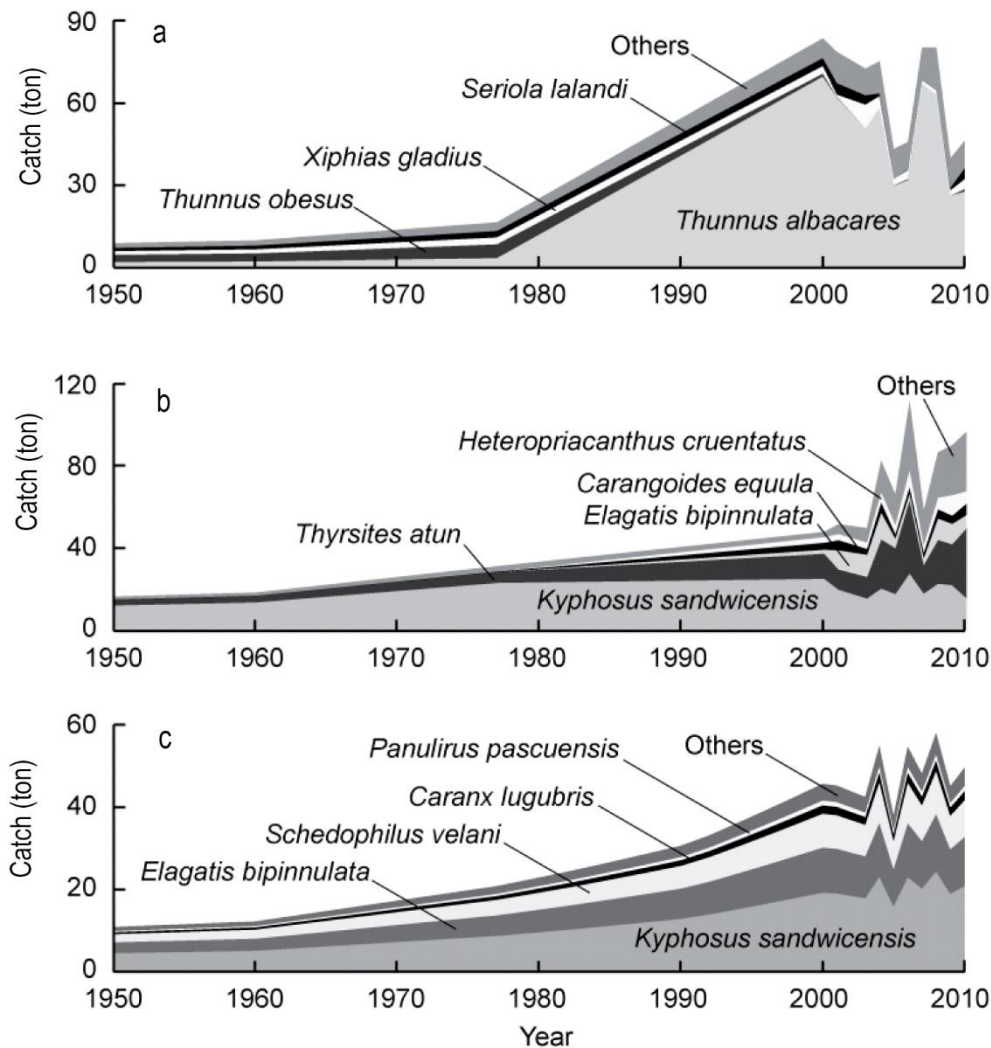 90
a
Others
Seriola lalandi
60
Catch (ton)
Xiphias gladius
30
Thunnus obesus
Thunnus albacares
0
1950 1960 1970 1980 1990 2000 2010
120
b
Others
Heteropriacanthus cruentatus
80
Catch (ton)
Carangoides equula
Elagatis bipinnulata
Thyrsites atun
40
Kyphosus sandwicensis
0
1950 1960 1970 1980 1990 2000 2010
60
c
Panulirus pascuensis
Others
Caranx lugubris
40
Catch (ton)
Schedophilus velani
Elagatis bipinnulata
20
Kyphosus sandwicensis
0
1950 1960 1970 1980 1990 2000 2010
Year